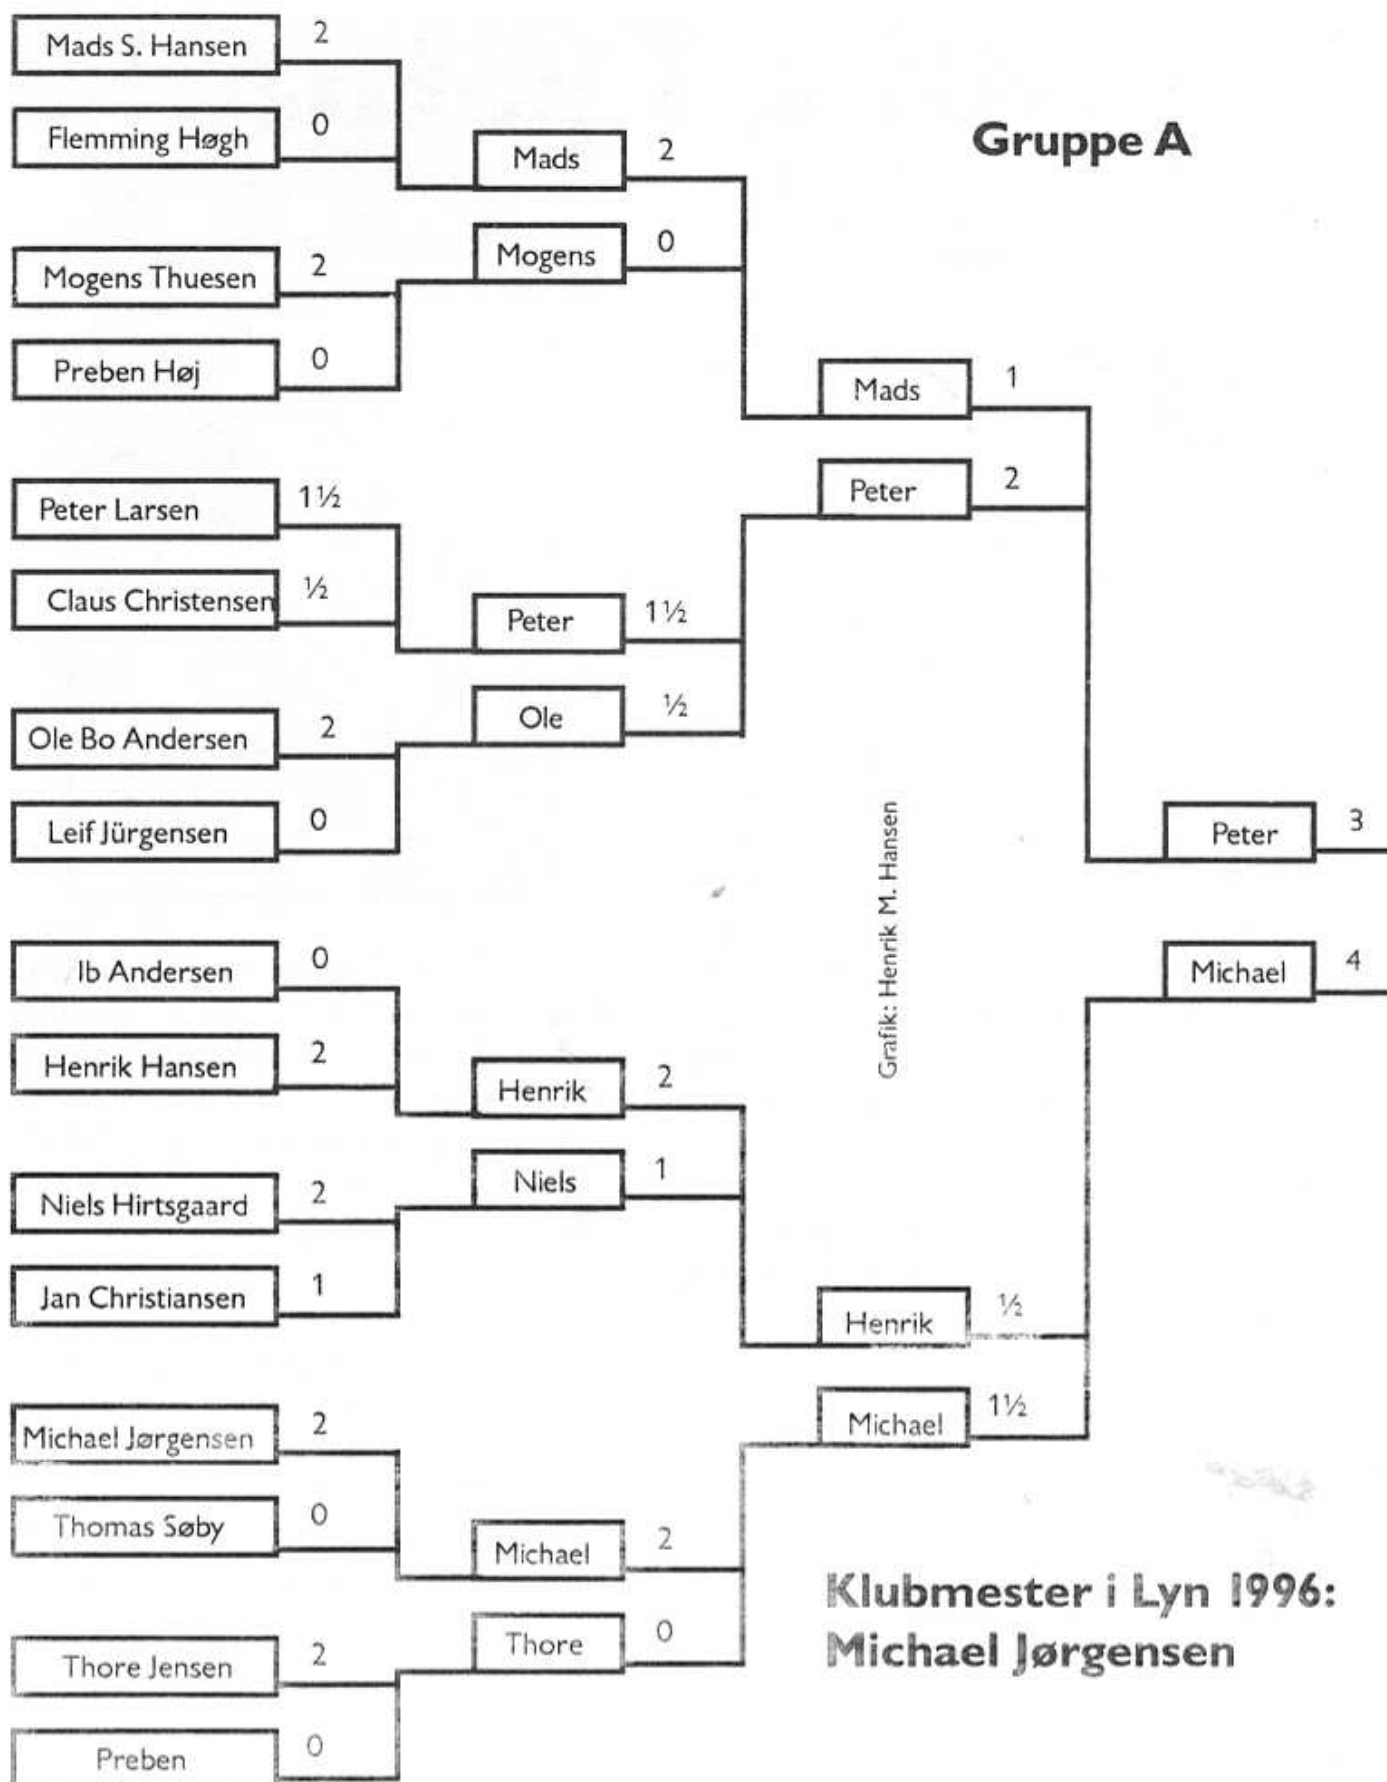 Gruppe A
Mads S. Hansen 2
Flemming Høgh 0
Mogens Thuesen 2
Preben Høj 0
Peter Larsen 1½
Claus Christensen ½
Ole Bo Andersen 2
Leif Jürgensen 0
Ib Andersen 0
Henrik Hansen 2
Niels Hirtsgaard 2
Jan Christiansen 1
Michael Jørgensen 2
Thomas Søby 0
Thore Jensen 2
Preben 0
Mads 2
Mogens 0
Peter 1½
Ole ½
Henrik 2
Niels 1
Michael 2
Thore 0
Mads 1
Peter 2
Henrik ½
Michael 1½
Peter 3
Michael 4
Grafik: Henrik M. Hansen
Klubmester i Lyn 1996:
Michael Jørgensen